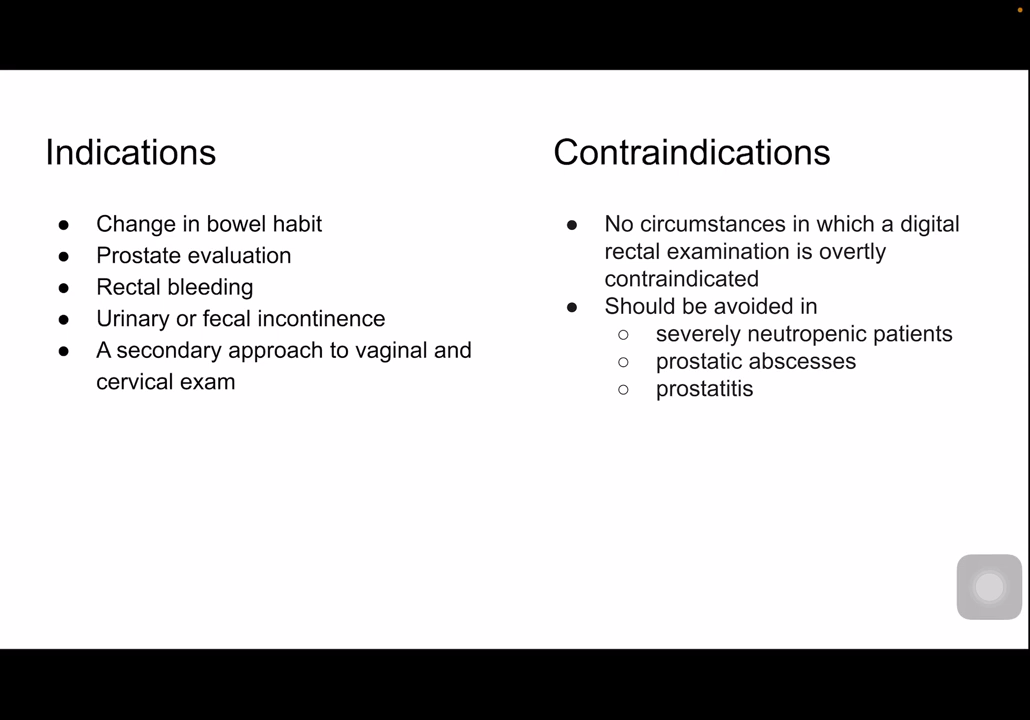 Indications
● Change in bowel habit
● Prostate evaluation
● Rectal bleeding
● Urinary or fecal incontinence
● A secondary approach to vaginal and
cervical exam
Contraindications
● No circumstances in which a digital
rectal examination is overtly
contraindicated
● Should be avoided in
○ severely neutropenic patients
○ prostatic abscesses
○ prostatitis